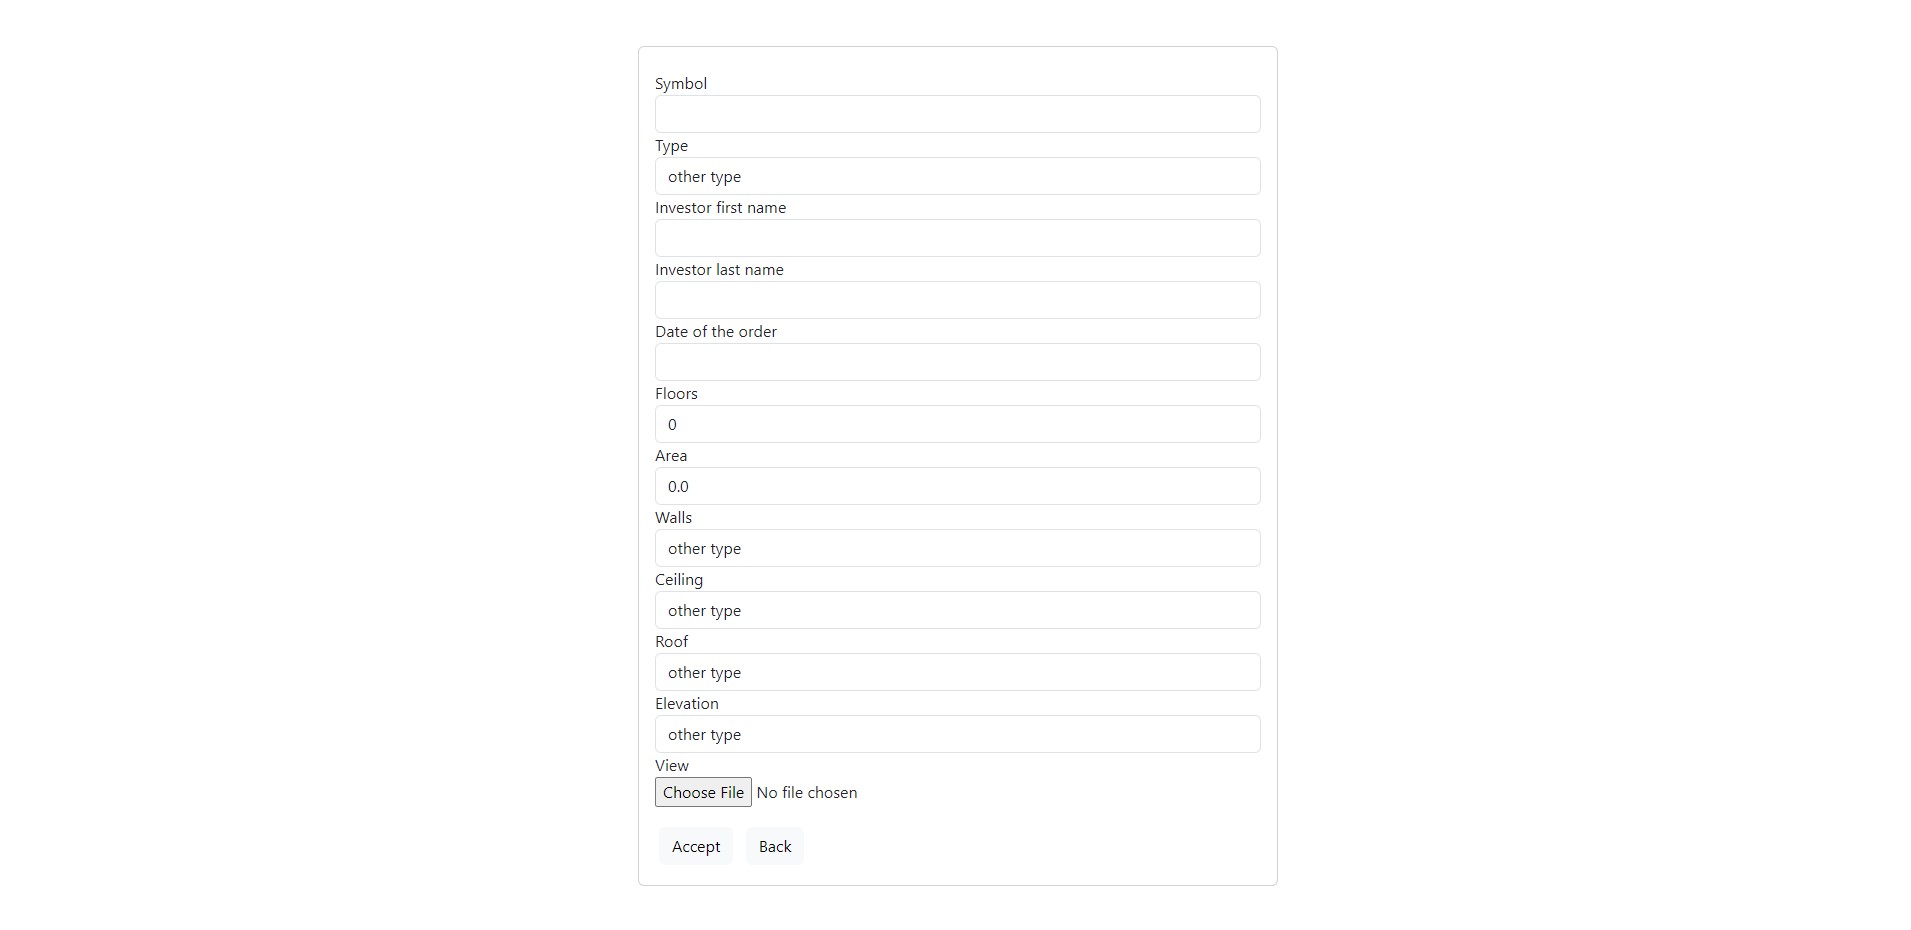 Symbol
Type
other type
Investor first name
Investor last name
Date of the order
Floors
0
Area
0.0
Walls
other type
Ceiling
other type
Roof
other type
Elevation
other type
View
Choose File No file chosen
Accept Back